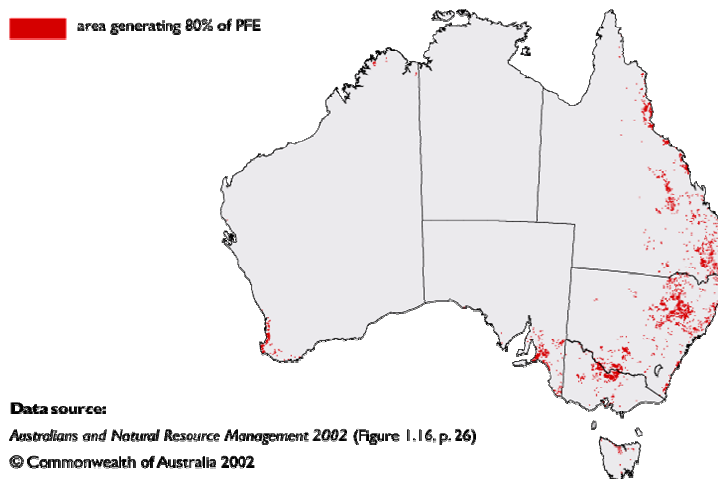 area generating 80% of PFE
Data source:
Australians and Natural Resource Management 2002 (Figure 1.16, p. 26)
© Commonwealth of Australia 2002